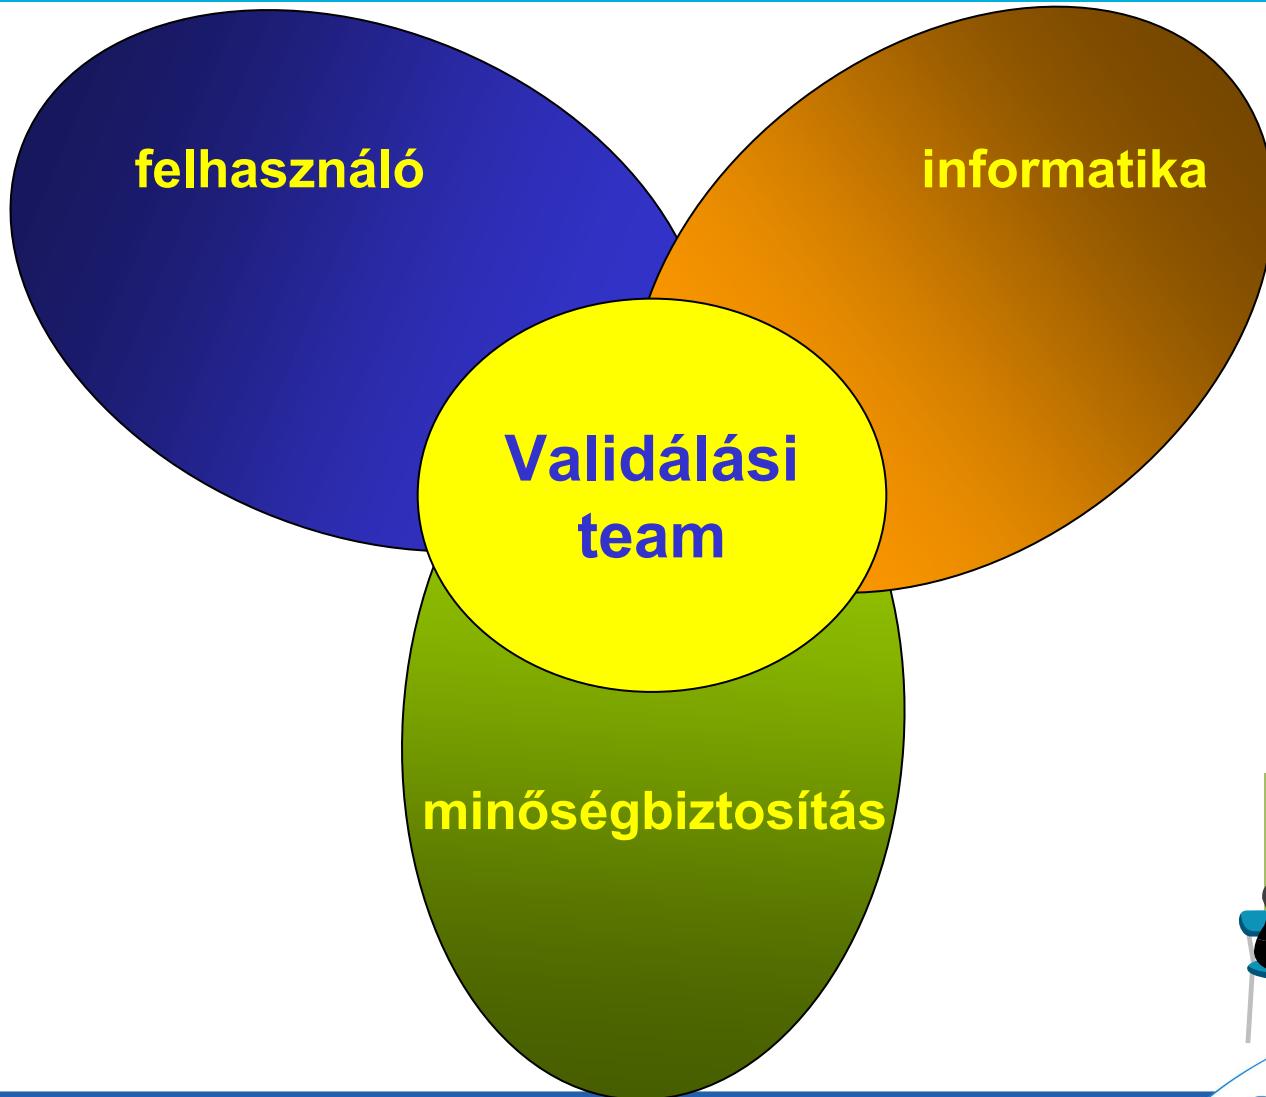 felhasználó
informatika
Validálási
team
minőségbiztosítás